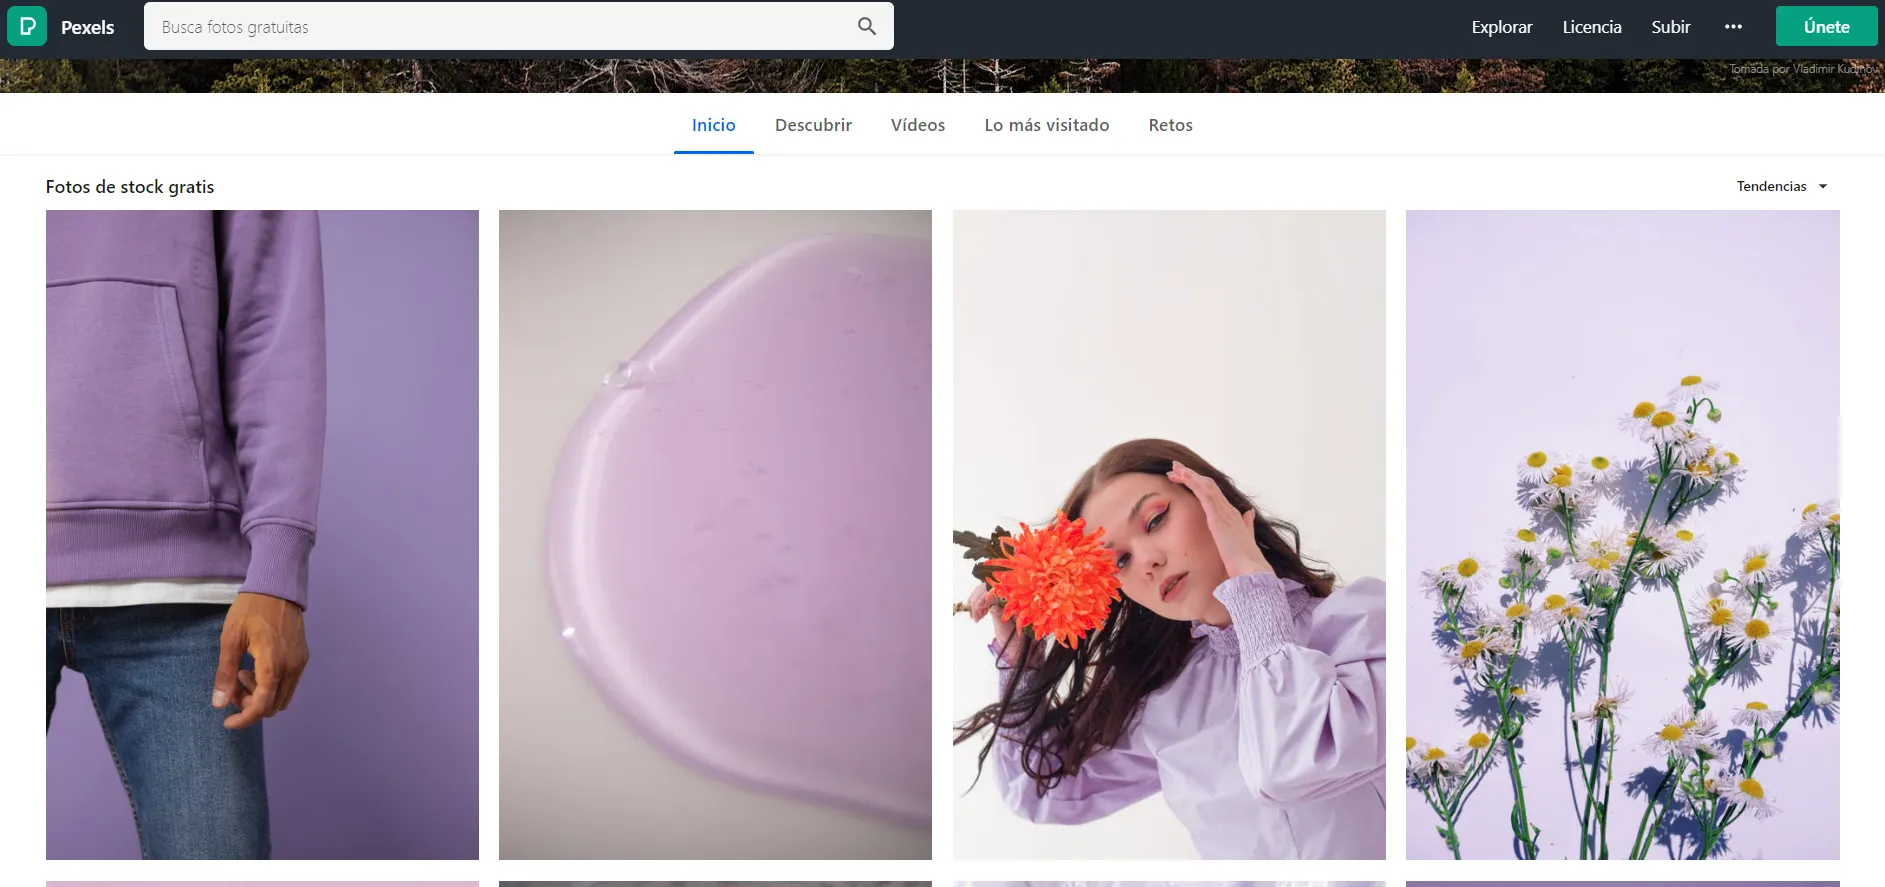 Pexels
Busca fotos gratuitas
Explorar
Licencia
Subir
Únete
Tomada por Vladimir Kudinov
Inicio
Descubrir
Vídeos
Lo más visitado
Retos
Fotos de stock gratis
Tendencias